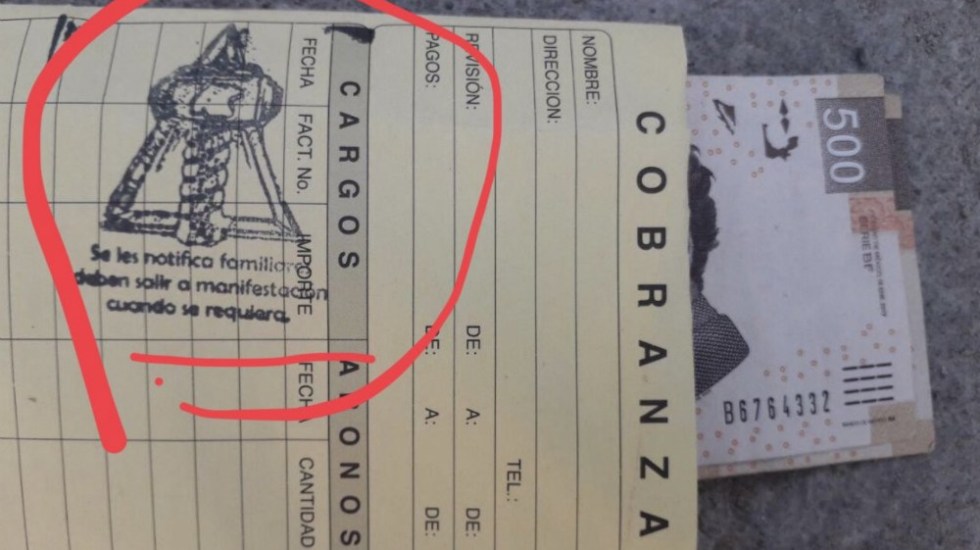 COBRANZA
NOMBRE:
DIRECCION:
TEL.:
REVISIÓN: DE: A: DE:
PAGOS: DE: A: DE:
CARGOS ABONOS
FECHA FACT. No. IMPORTE FECHA CANTIDAD
Se les notifica familiares
deben salir a manifestación
cuando se requiera.
500
B6764332